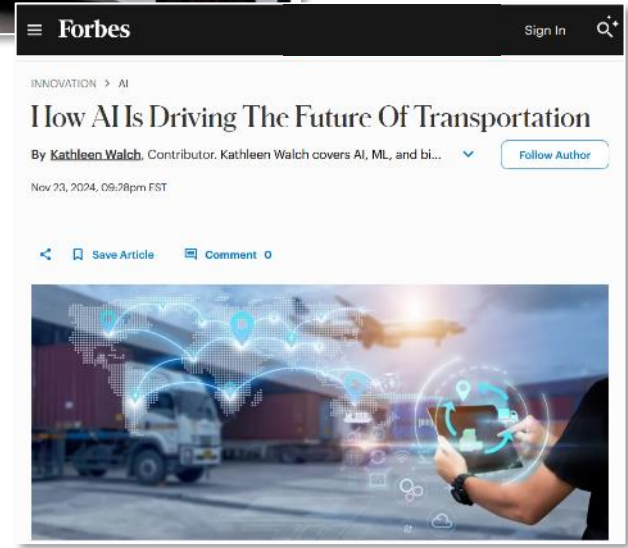 Forbes
Sign In
INNOVATION > AI
How AI Is Driving The Future Of Transportation
By Kathleen Walch, Contributor. Kathleen Walch covers AI, ML, and bi...
Follow Author
Nov 23, 2024, 09:28pm EST
Save Article
Comment 0